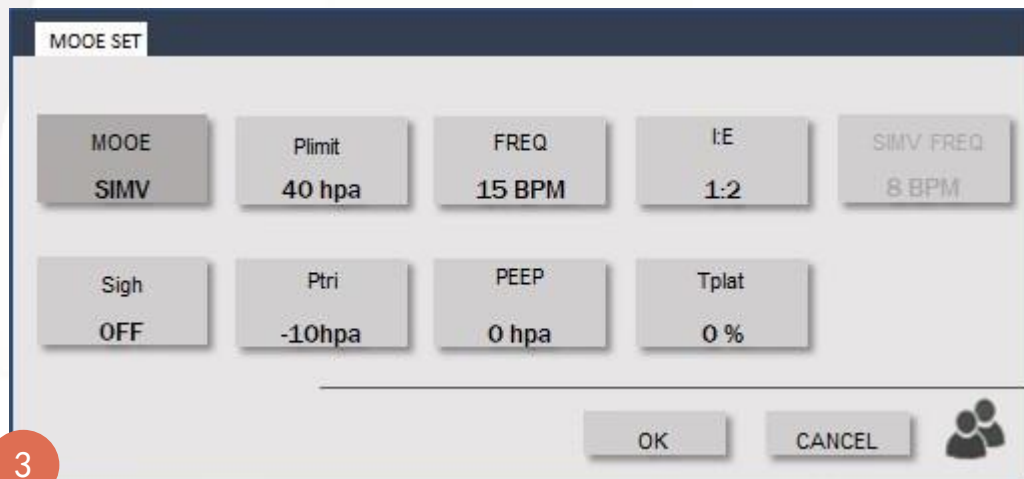 MOOE SET
MOOE
SIMV
Plimit
40 hpa
FREQ
15 BPM
I:E
1:2
SIMV FREQ
8 BPM
Sigh
OFF
Ptri
-10hpa
PEEP
0 hpa
Tplat
0 %
OK
CANCEL
3